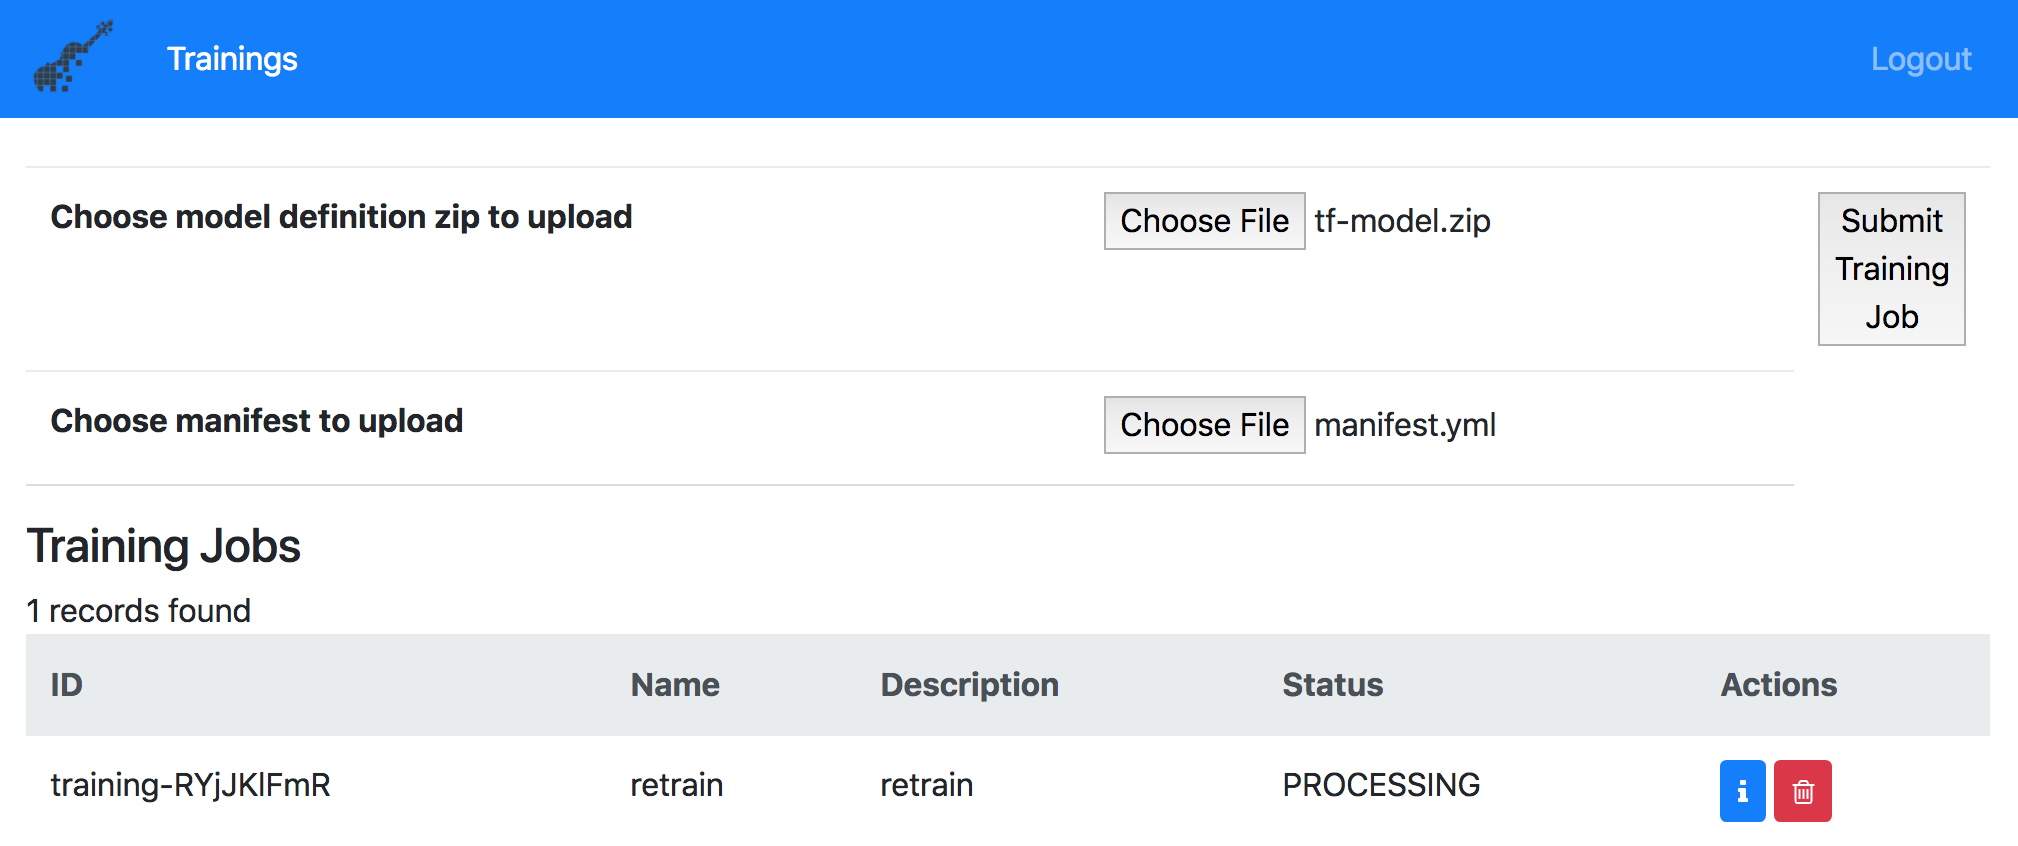 Trainings Logout
Choose model definition zip to upload Choose File tf-model.zip Submit Training Job
Choose manifest to upload Choose File manifest.yml
Training Jobs
1 records found
ID Name Description Status Actions
training-RYjJKlFmR retrain retrain PROCESSING